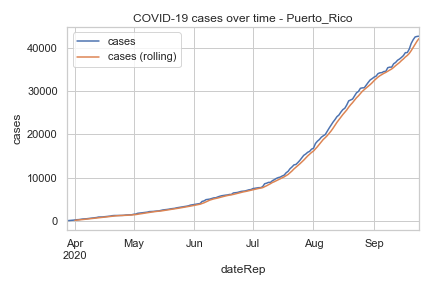 COVID-19 cases over time - Puerto_Rico
cases
cases (rolling)
cases
40000
30000
20000
10000
0
Apr May Jun Jul Aug Sep
2020
dateRep